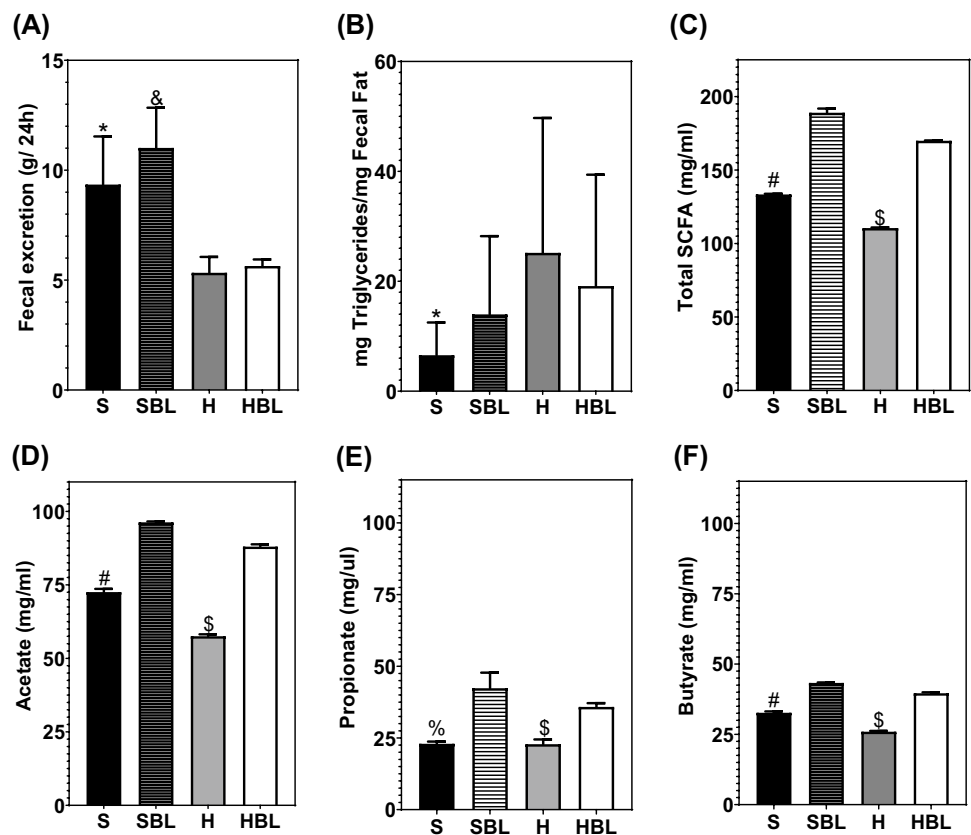 (A)
Fecal excretion (g/ 24h)
15
10
5
0
*
&
S SBL H HBL
(B)
mg Triglycerides/mg Fecal Fat
60
40
20
0
*
S SBL H HBL
(C)
Total SCFA (mg/ml)
200
150
100
50
0
#
$
S SBL H HBL
(D)
Acetate (mg/ml)
100
75
50
25
0
#
$
S SBL H HBL
(E)
Propionate (mg/ul)
100
75
50
25
0
%
$
S SBL H HBL
(F)
Butyrate (mg/ml)
100
75
50
25
0
#
$
S SBL H HBL